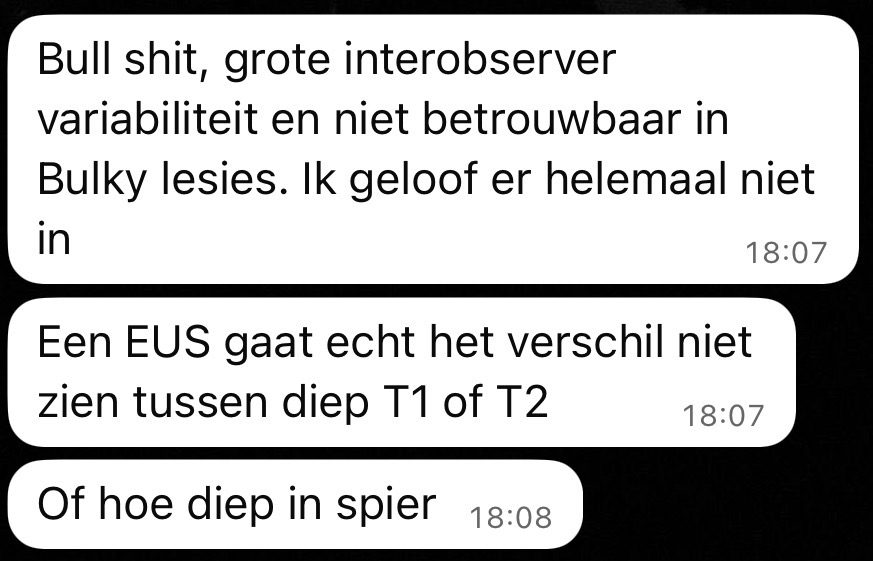 Bull shit, grote interobserver
variabiliteit en niet betrouwbaar in
Bulky lesies. Ik geloof er helemaal niet
in
18:07
Een EUS gaat echt het verschil niet
zien tussen diep T1 of T2
18:07
Of hoe diep in spier
18:08